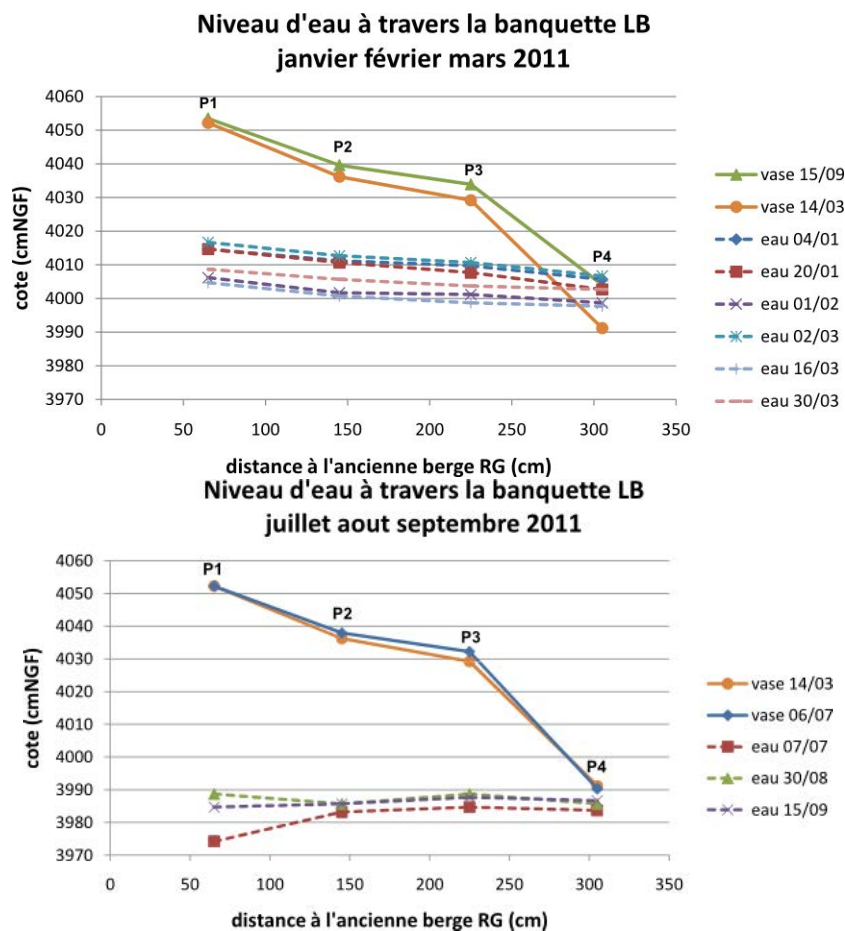 Niveau d'eau à travers la banquette LB
janvier février mars 2011
4060
4050
4040
4030
4020
4010
4000
3990
3980
3970
cote (cmNGF)
P1
P2
P3
P4
0
50
100
150
200
250
300
350
distance à l'ancienne berge RG (cm)
vase 15/09
vase 14/03
eau 04/01
eau 20/01
eau 01/02
eau 02/03
eau 16/03
eau 30/03
Niveau d'eau à travers la banquette LB
juillet aout septembre 2011
4060
4050
4040
4030
4020
4010
4000
3990
3980
3970
cote (cmNGF)
P1
P2
P3
P4
0
50
100
150
200
250
300
350
distance à l'ancienne berge RG (cm)
vase 14/03
vase 06/07
eau 07/07
eau 30/08
eau 15/09